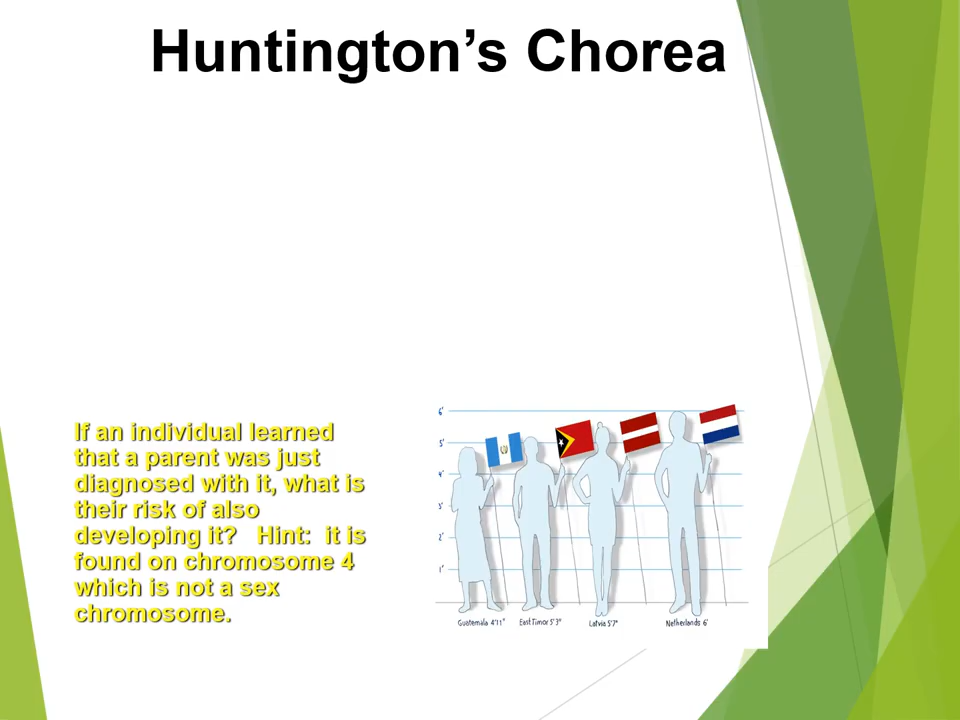 Huntington’s Chorea
If an individual learned
that a parent was just
diagnosed with it, what is
their risk of also
developing it?   Hint:  it is
found on chromosome 4
which is not a sex
chromosome.
6'
5'
4'
3'
2'
1'
Guatemala 4'11"
East Timor 5'3"
Latvia 5'7"
Netherlands 6'